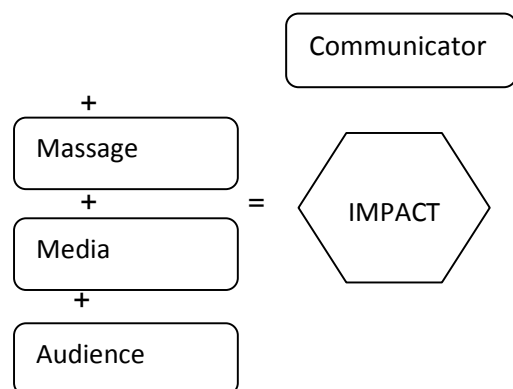 Communicator
+
Massage
+
=
IMPACT
Media
+
Audience